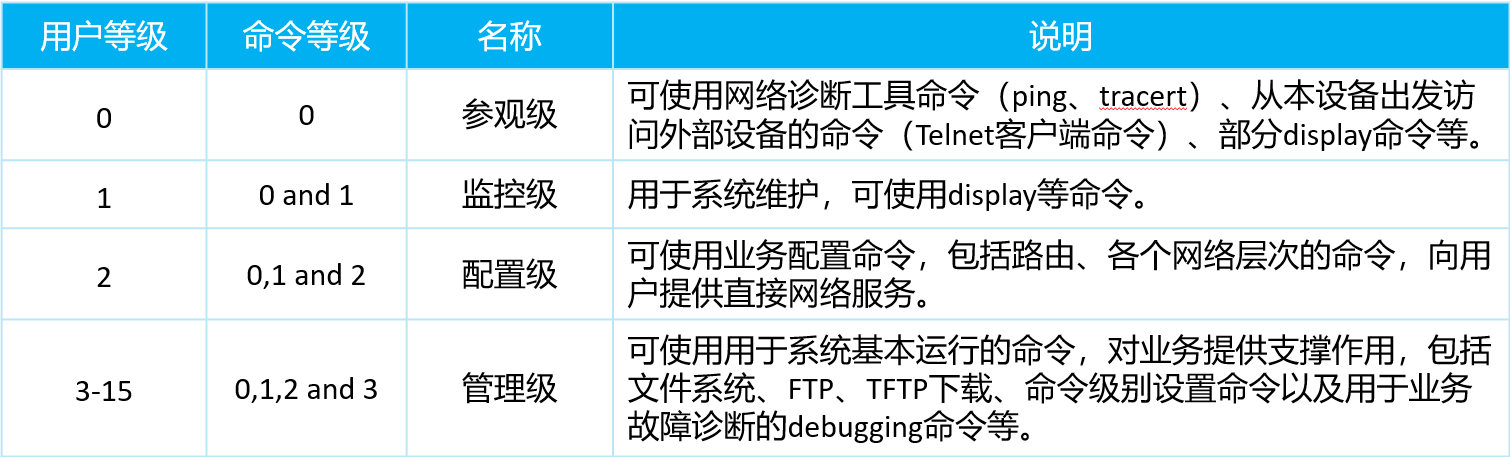 用户等级 命令等级 名称 说明
0 0 参观级 可使用网络诊断工具命令（ping、tracert）、从本设备出发访
问外部设备的命令（Telnet客户端命令）、部分display命令等。
1 0 and 1 监控级 用于系统维护，可使用display等命令。
2 0,1 and 2 配置级 可使用业务配置命令，包括路由、各个网络层次的命令，向用
户提供直接网络服务。
3-15 0,1,2 and 3 管理级 可使用用于系统基本运行的命令，对业务提供支撑作用，包括
文件系统、FTP、TFTP下载、命令级别设置命令以及用于业务
故障诊断的debugging命令等。